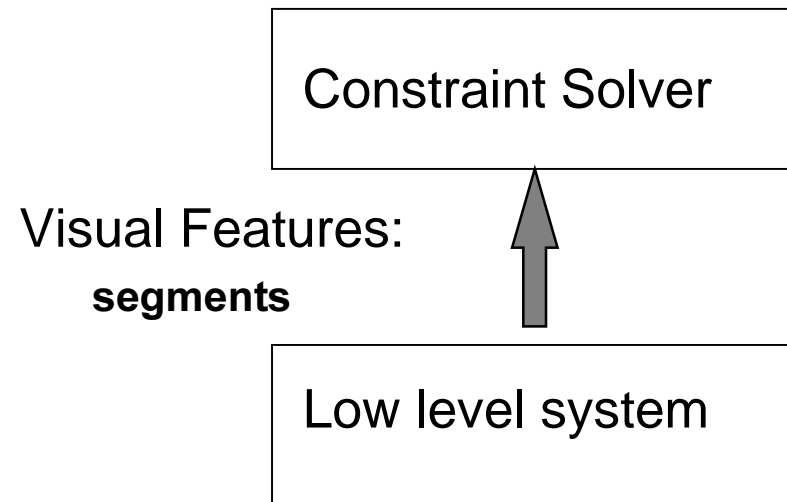 Constraint Solver
Visual Features:
segments
Low level system